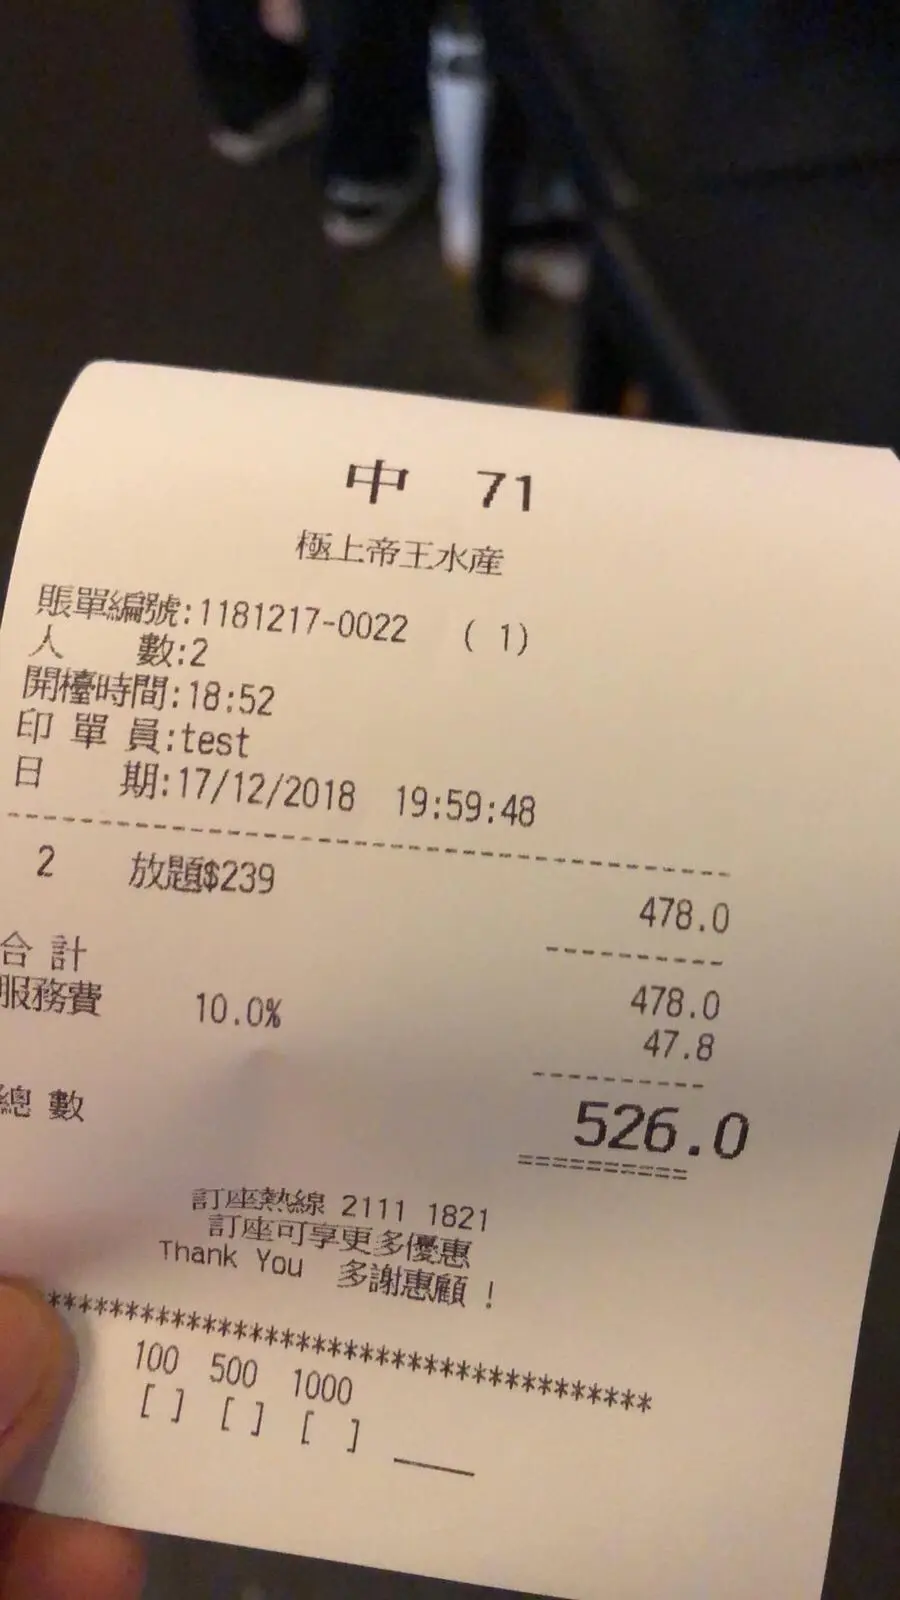 中 71
極上帝王水産
賬單編號:1181217-0022 ( 1)
人 數:2
開檯時間:18:52
印 單 員:test
日 期:17/12/2018 19:59:48
2 放題$239 478.0
合 計 478.0
服務費 10.0% 47.8
總 數 526.0
訂座熱線 2111 1821
訂座可享更多優惠
Thank You 多謝惠顧 !
****************************************
100 500 1000
[ ] [ ] [ ] ____